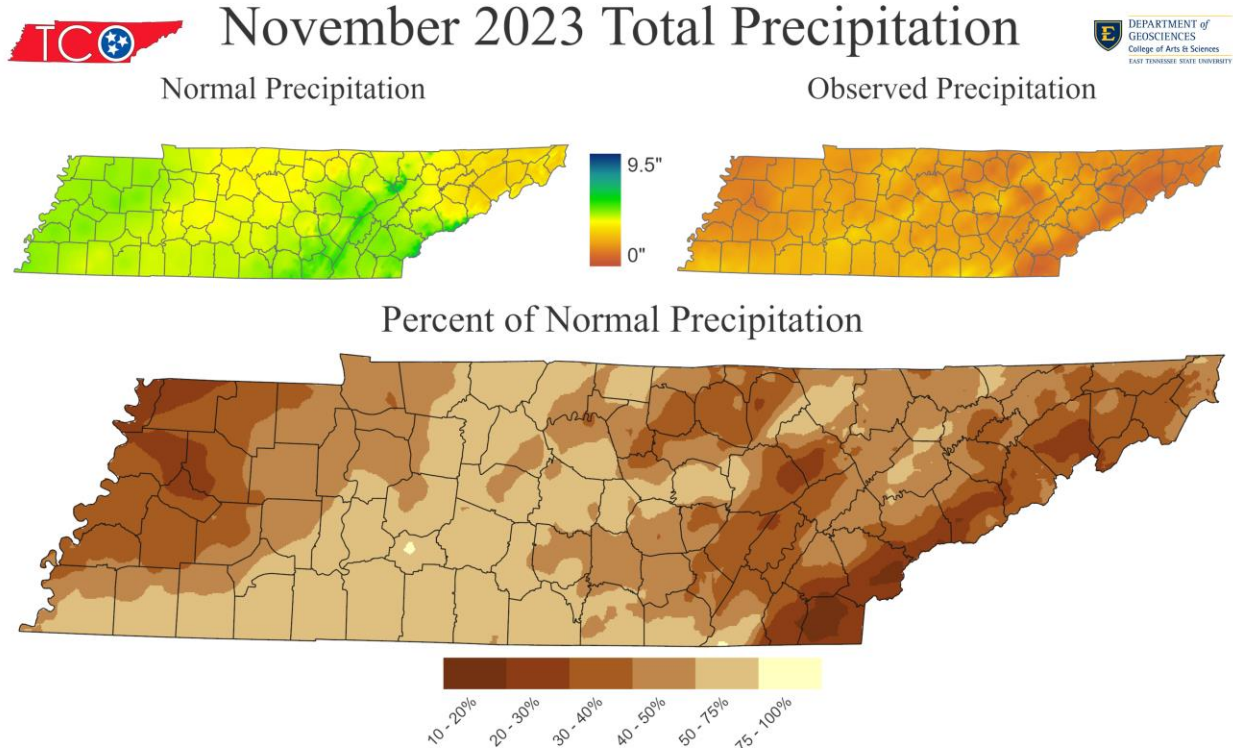 TCO
November 2023 Total Precipitation
DEPARTMENT of
GEOSCIENCES
College of Arts & Sciences
EAST TENNESSEE STATE UNIVERSITY
Normal Precipitation
Observed Precipitation
9.5"
0"
Percent of Normal Precipitation
10 - 20%
20 - 30%
30 - 40%
40 - 50%
50 - 75%
75 - 100%